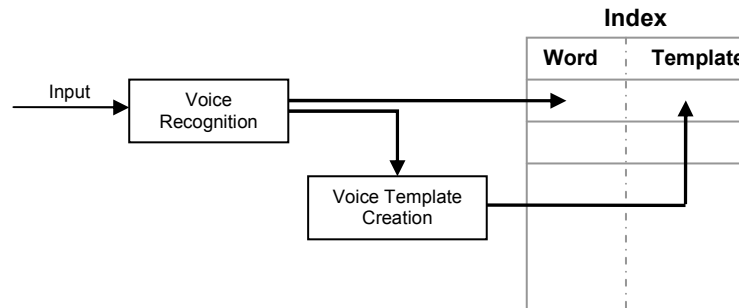 Index
Word Template
Input
Voice
Recognition
Voice Template
Creation